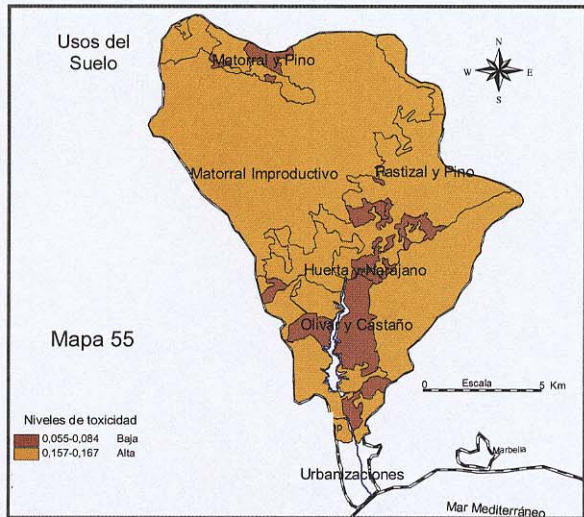 Usos del
Suelo
N
W E
S
Matorral y Pino
Matorral Improductivo
Pastizal y Pino
Huerta y Narajano
Olivar y Castaño
Mapa 55
0 Escala 5 Km
Niveles de toxicidad
0,055-0,084 Baja
0,157-0,167 Alta
Marbella
Urbanizaciones
Mar Mediterráneo